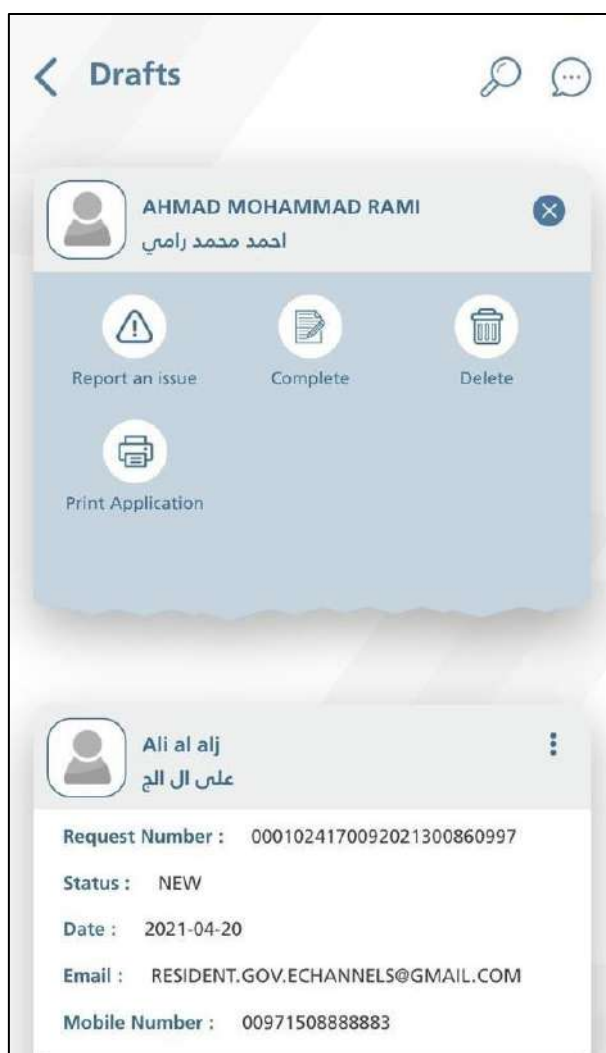 Drafts
AHMAD MOHAMMAD RAMI
احمد محمد رامي
Report an issue Complete Delete
Print Application
Ali al alj
على ال الج
Request Number : 0001024170092021300860997
Status : NEW
Date : 2021-04-20
Email : RESIDENT.GOV.ECHANNELS@GMAIL.COM
Mobile Number : 00971508888883